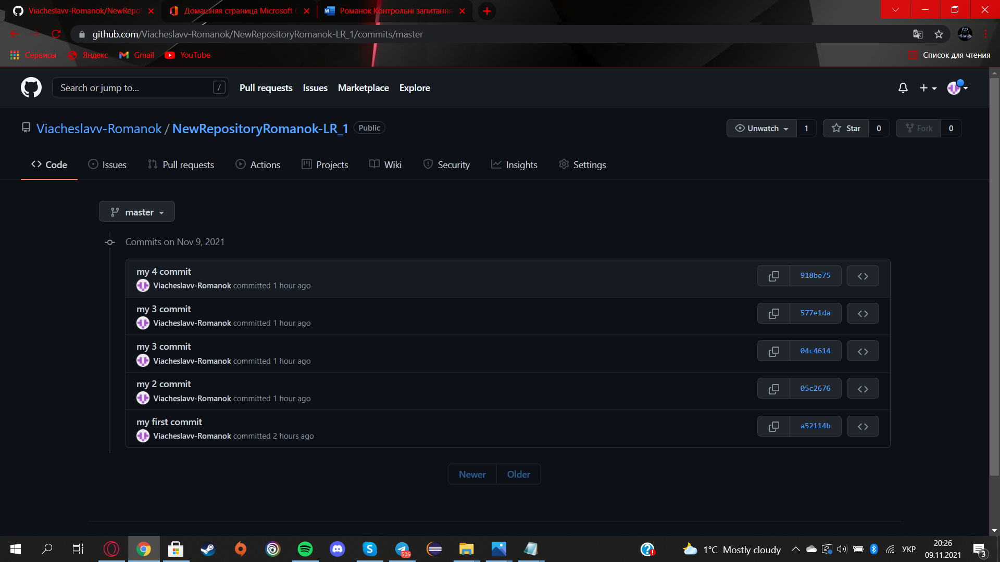 Viacheslavv-Romanok/NewRepos
Домашняя страница Microsoft
Романок Контрольні запитання
github.com/Viacheslavv-Romanok/NewRepositoryRomanok-LR_1/commits/master
Сервисы
Яндекс
Gmail
YouTube
Список для чтения
Search or jump to...
/
Pull requests
Issues
Marketplace
Explore
Viacheslavv-Romanok / NewRepositoryRomanok-LR_1
Public
Unwatch
1
Star
0
Fork
0
Code
Issues
Pull requests
Actions
Projects
Wiki
Security
Insights
Settings
master
Commits on Nov 9, 2021
my 4 commit
918be75
Viacheslavv-Romanok committed 1 hour ago
my 3 commit
577e1da
Viacheslavv-Romanok committed 1 hour ago
my 3 commit
04c4614
Viacheslavv-Romanok committed 1 hour ago
my 2 commit
05c2676
Viacheslavv-Romanok committed 1 hour ago
my first commit
a52114b
Viacheslavv-Romanok committed 2 hours ago
Newer
Older
506
1°C Mostly cloudy
УКР
20:26
09.11.2021
3